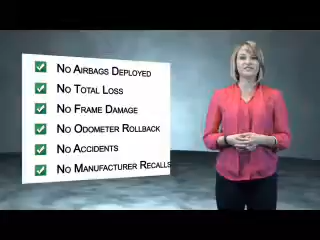 No Airbags Deployed
No Total Loss
No Frame Damage
No Odometer Rollback
No Accidents
No Manufacturer Recalls